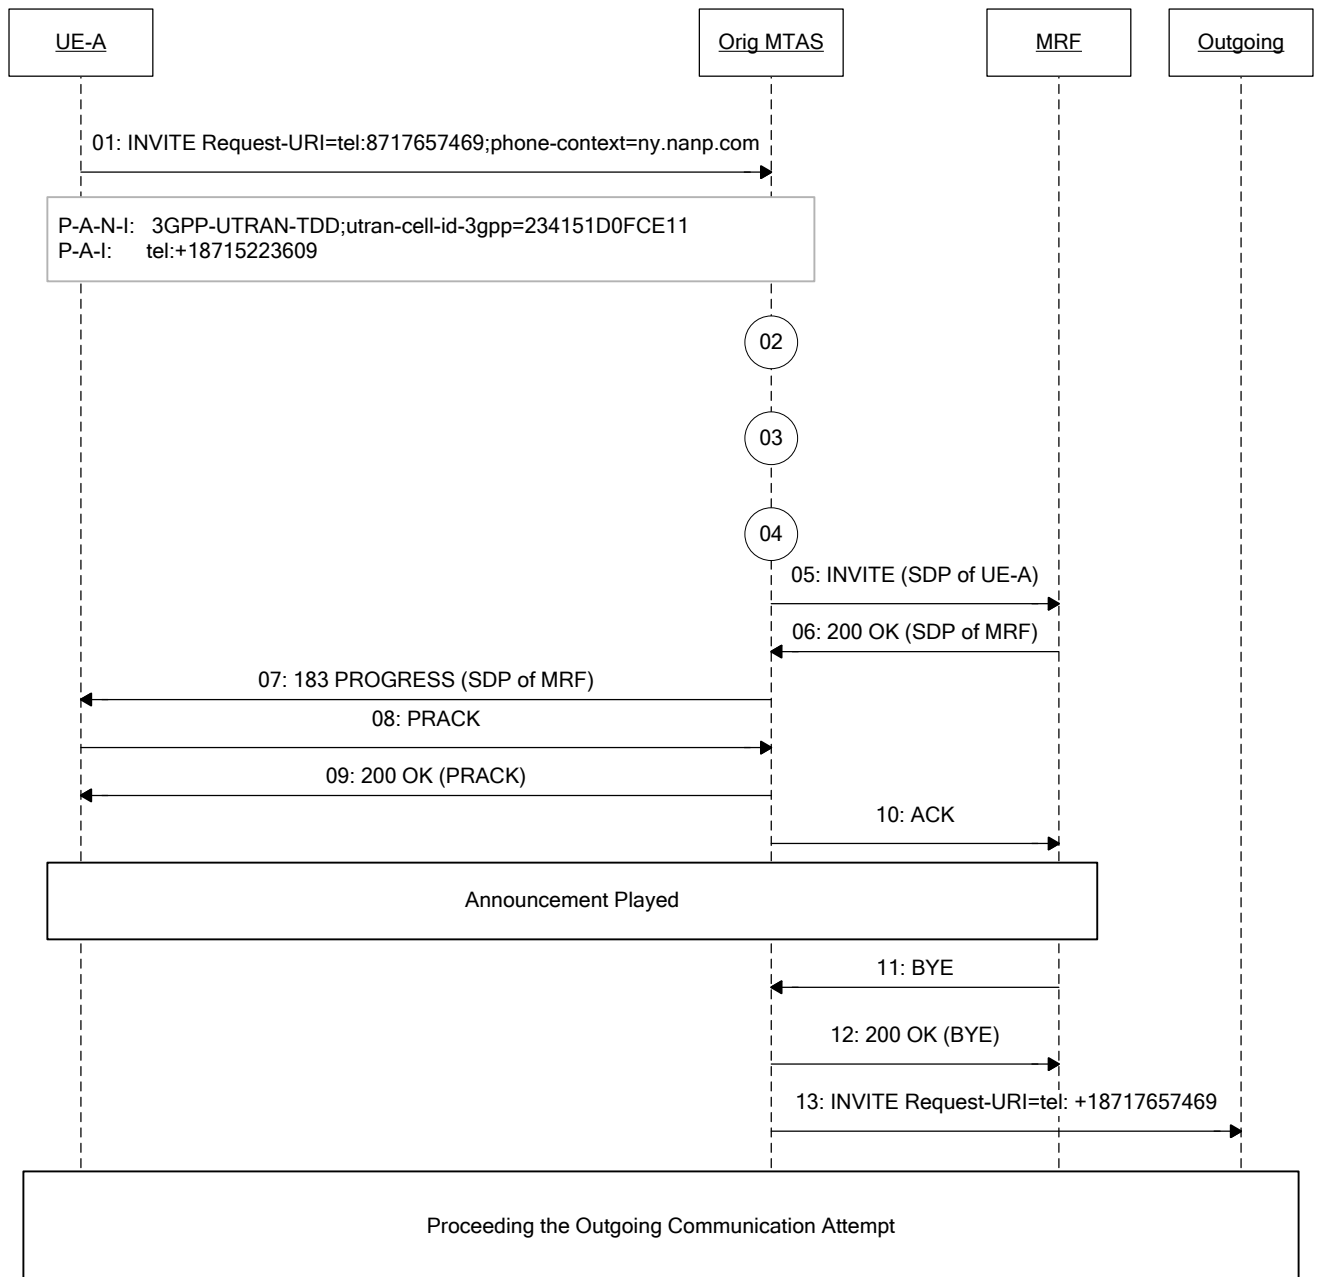 UE-A
Orig MTAS
MRF
Outgoing
01: INVITE Request-URI=tel:8717657469;phone-context=ny.nanp.com
P-A-N-I:   3GPP-UTRAN-TDD;utran-cell-id-3gpp=234151D0FCE11
P-A-I:      tel:+18715223609
02
03
04
05: INVITE (SDP of UE-A)
06: 200 OK (SDP of MRF)
07: 183 PROGRESS (SDP of MRF)
08: PRACK
09: 200 OK (PRACK)
10: ACK
Announcement Played
11: BYE
12: 200 OK (BYE)
13: INVITE Request-URI=tel: +18717657469
Proceeding the Outgoing Communication Attempt